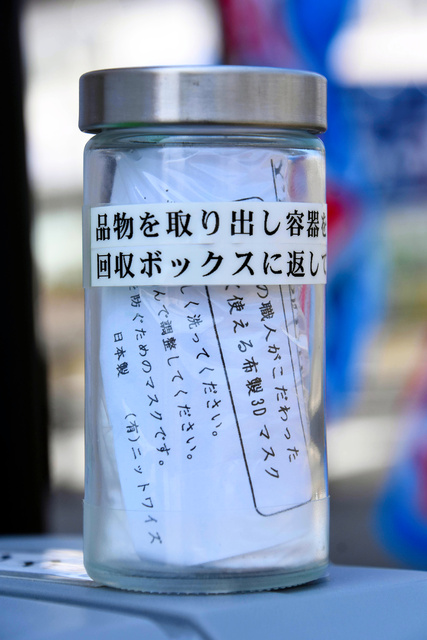 品物を取り出し容器を
回収ボックスに返して
の職人がこだわった
く使える布製3Dマスク
しく洗ってください。
んで調整してください。
防ぐためのマスクです。
日本製 (有)ニットワイズ